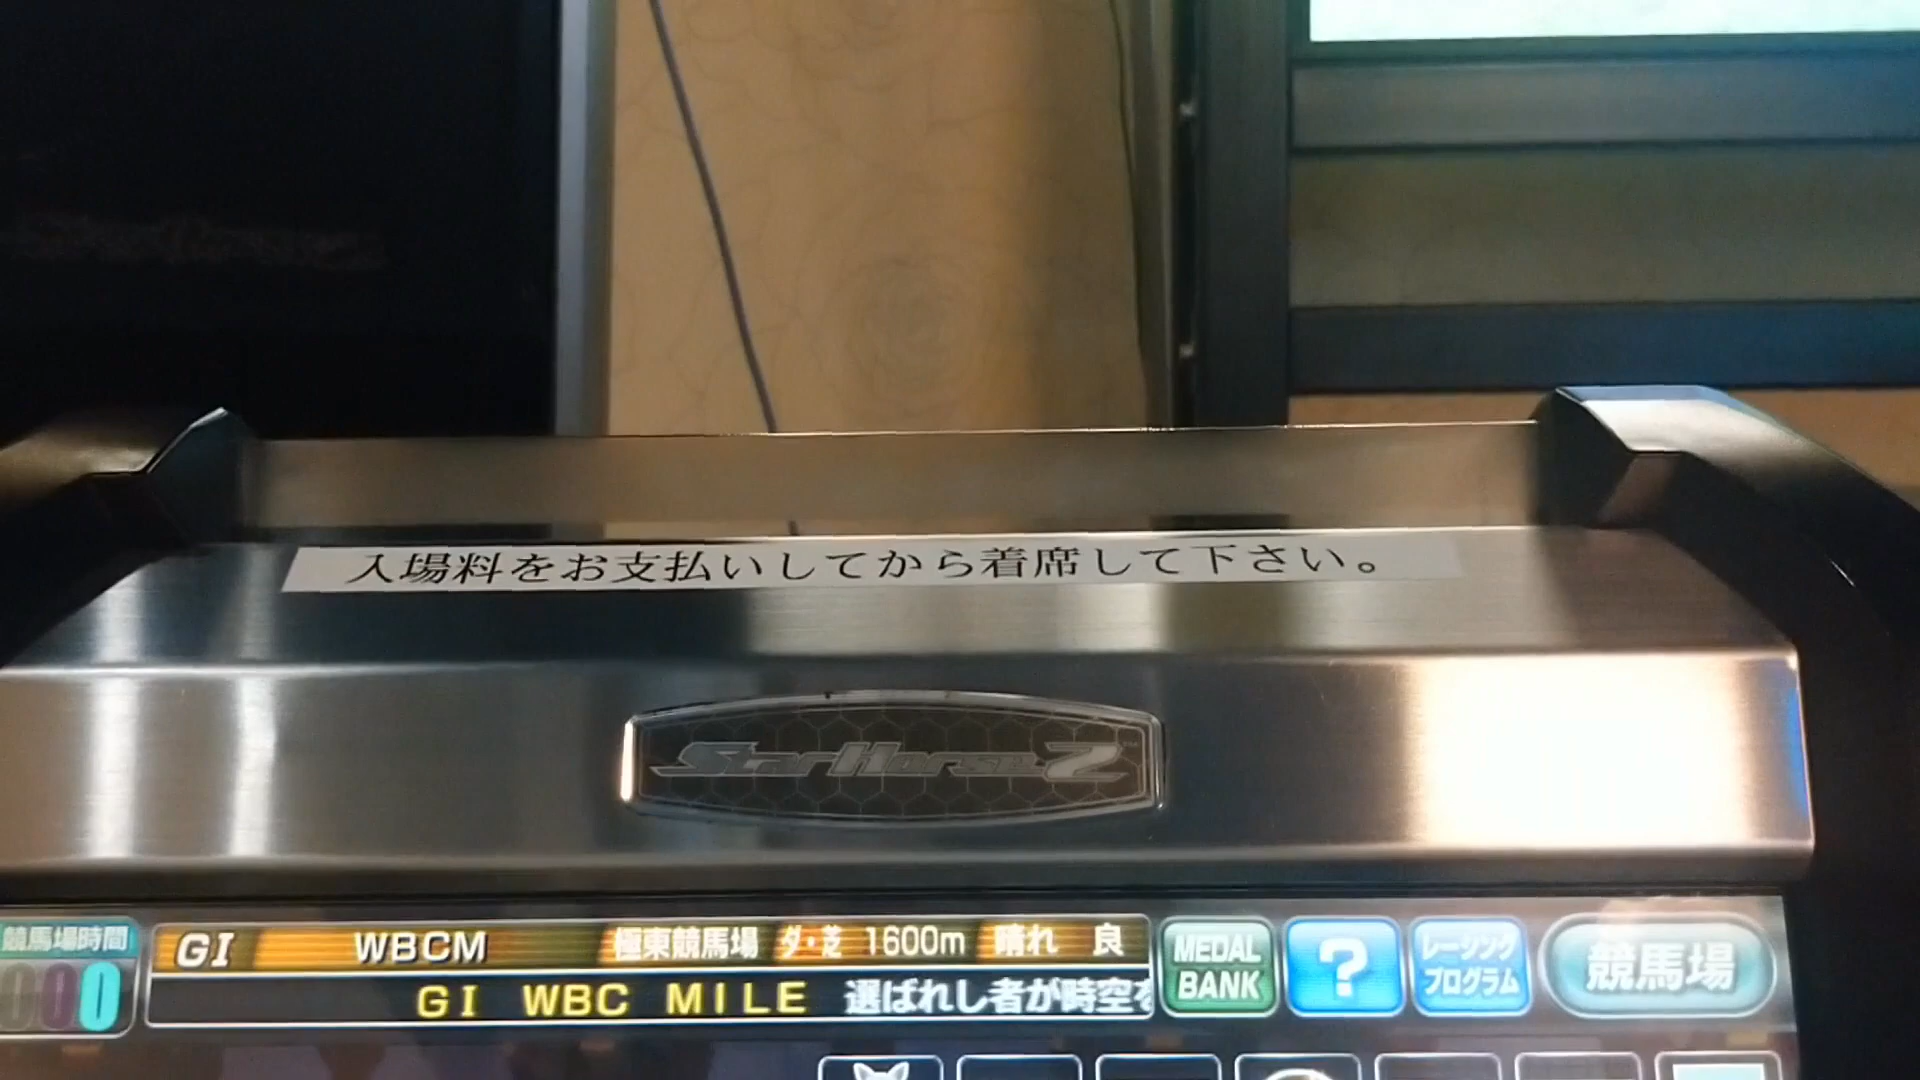 入場料をお支払いしてから着席して下さい。
StarHorse2
競馬場時間
0
GI WBCM 極東競馬場 ダ・芝 1600m 晴れ 良
GI WBC MILE 選ばれし者が時空を
MEDAL
BANK
?
レーシング
プログラム
競馬場